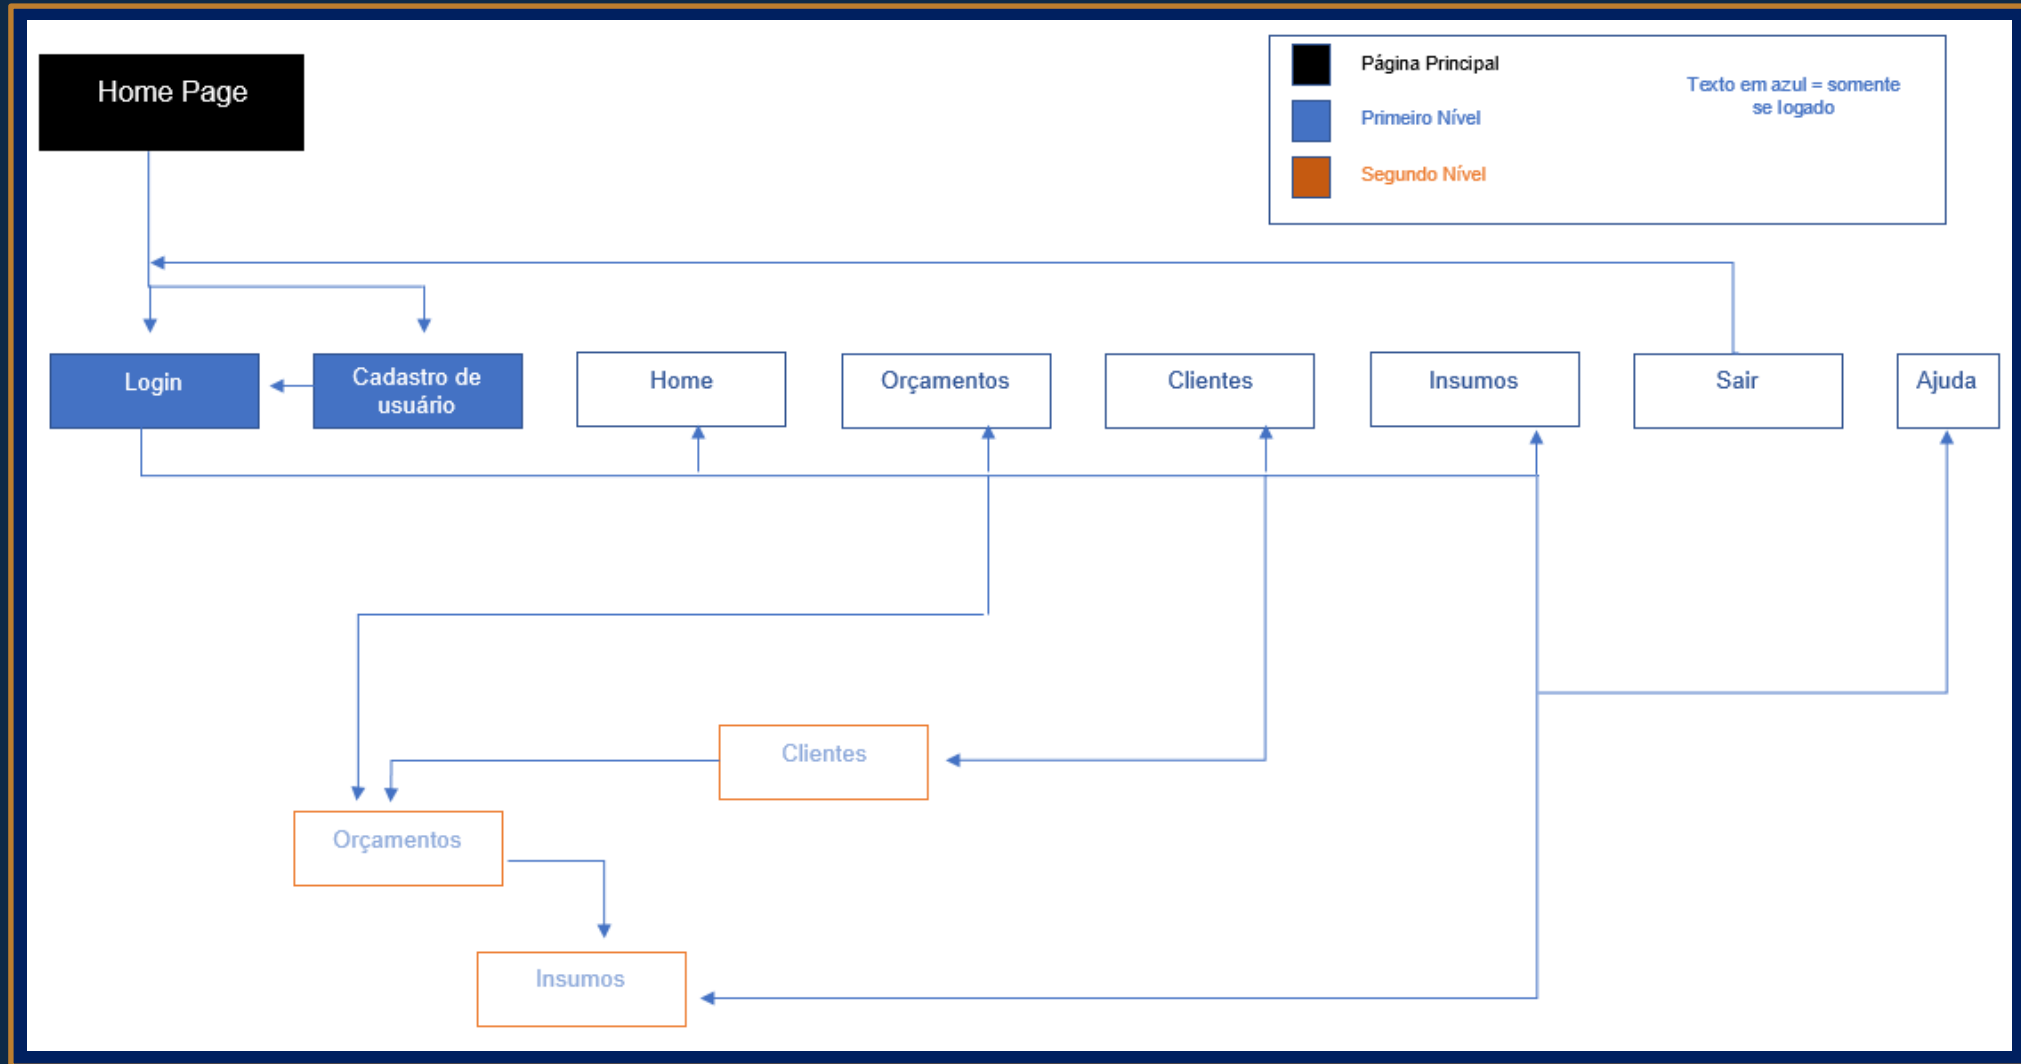 Home Page
Página Principal
Texto em azul = somente
se logado
Primeiro Nível
Segundo Nível
Login
Cadastro de
usuário
Home
Orçamentos
Clientes
Insumos
Sair
Ajuda
Clientes
Orçamentos
Insumos